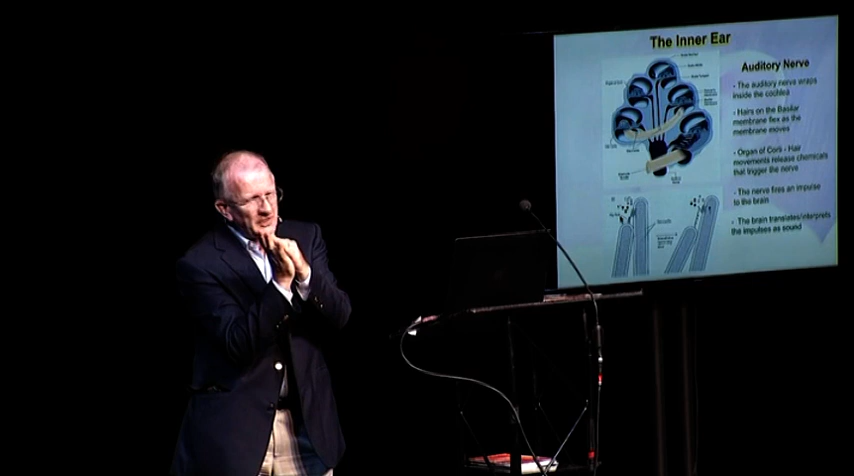 The Inner Ear
Auditory Nerve
- The auditory nerve wraps
inside the cochlea
- Hairs on the Basilar
membrane flex as the
membrane moves
- Organ of Corti - Hair
movements release chemicals
that trigger the nerve
- The nerve fires an impulse
to the brain
- The brain translates/interprets
the impulses as sound